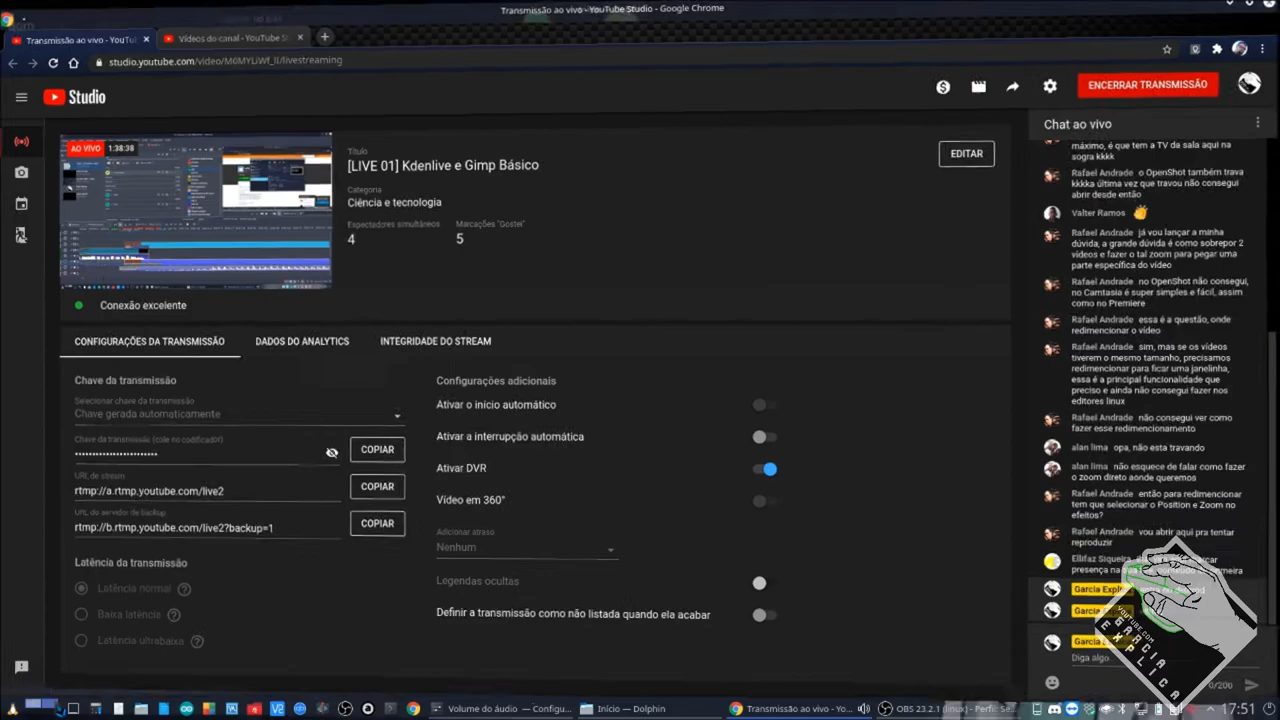 Transmissão ao vivo - YouTube Studio - Google Chrome
Transmissão ao vivo - YouTu
Vídeos do canal - YouTube St
studio.youtube.com/video/M6MYLiWf_lI/livestreaming
Studio
ENCERRAR TRANSMISSÃO
AO VIVO 1:38:38
Título
[LIVE 01] Kdenlive e Gimp Básico
EDITAR
Categoria
Ciência e tecnologia
Espectadores simultâneos
Marcações "Gostei"
4
5
Conexão excelente
CONFIGURAÇÕES DA TRANSMISSÃO
DADOS DO ANALYTICS
INTEGRIDADE DO STREAM
Chave da transmissão
Selecionar chave da transmissão
Chave gerada automaticamente
Chave da transmissão (cole no codificador)
COPIAR
URL de stream
rtmp://a.rtmp.youtube.com/live2
COPIAR
URL do servidor de backup
rtmp://b.rtmp.youtube.com/live2?backup=1
COPIAR
Latência da transmissão
Latência normal
Baixa latência
Latência ultrabaixa
Configurações adicionais
Ativar o início automático
Ativar a interrupção automática
Ativar DVR
Vídeo em 360°
Adicionar atraso
Nenhum
Legendas ocultas
Definir a transmissão como não listada quando ela acabar
Chat ao vivo
máximo, é que tem a TV da sala aqui na
sogra kkkk
Rafael Andrade o OpenShot também trava
kkkka última vez que travou não consegui
abrir desde então
Valter Ramos
Rafael Andrade já vou lançar a minha
dúvida, a grande dúvida é como sobrepor 2
vídeos e fazer o tal zoom para pegar uma
parte específica do vídeo
Rafael Andrade no OpenShot não consegui,
no Camtasia é super simples e fácil, assim
como no Premiere
Rafael Andrade essa é a questão, onde
redimencionar o vídeo
Rafael Andrade sim, mas se os vídeos
tiverem o mesmo tamanho, precisamos
redimencionar para ficar uma janelinha,
essa é a principal funcionalidade que
preciso e ainda não consegui fazer nos
editores linux
Rafael Andrade não consegui ver como
fazer esse redimencionamento
alan lima opa, não esta travando
alan lima não esquece de falar como fazer
o zoom direto aonde queremos
Rafael Andrade então para redimencionar
tem que selecionar o Position e Zoom no
efeitos?
Rafael Andrade vou abrir aqui pra tentar
reproduzir
Ellifaz Siqueira
presença na
Garcia Expli
Garcia
Garcia
Diga algo
0/200
YOUTUBE.COM
GARCIA
EXPLICA
Volume do áudio — Configu...
Início — Dolphin
Transmissão ao vivo - Yo...
OBS 23.2.1 (linux) - Perfil: Se...
17:51